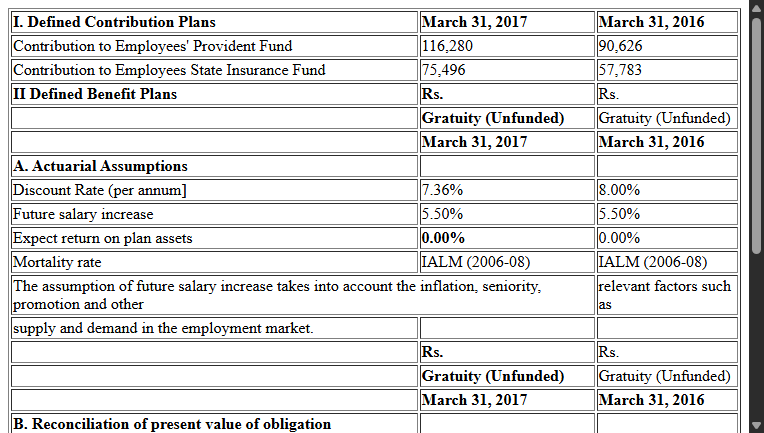 I. Defined Contribution Plans March 31, 2017 March 31, 2016
Contribution to Employees' Provident Fund 116,280 90,626
Contribution to Employees State Insurance Fund 75,496 57,783
II Defined Benefit Plans Rs. Rs.
Gratuity (Unfunded) Gratuity (Unfunded)
March 31, 2017 March 31, 2016
A. Actuarial Assumptions
Discount Rate (per annum] 7.36% 8.00%
Future salary increase 5.50% 5.50%
Expect return on plan assets 0.00% 0.00%
Mortality rate IALM (2006-08) IALM (2006-08)
The assumption of future salary increase takes into account the inflation, seniority, relevant factors such
promotion and other as
supply and demand in the employment market.
Rs. Rs.
Gratuity (Unfunded) Gratuity (Unfunded)
March 31, 2017 March 31, 2016
B. Reconciliation of present value of obligation